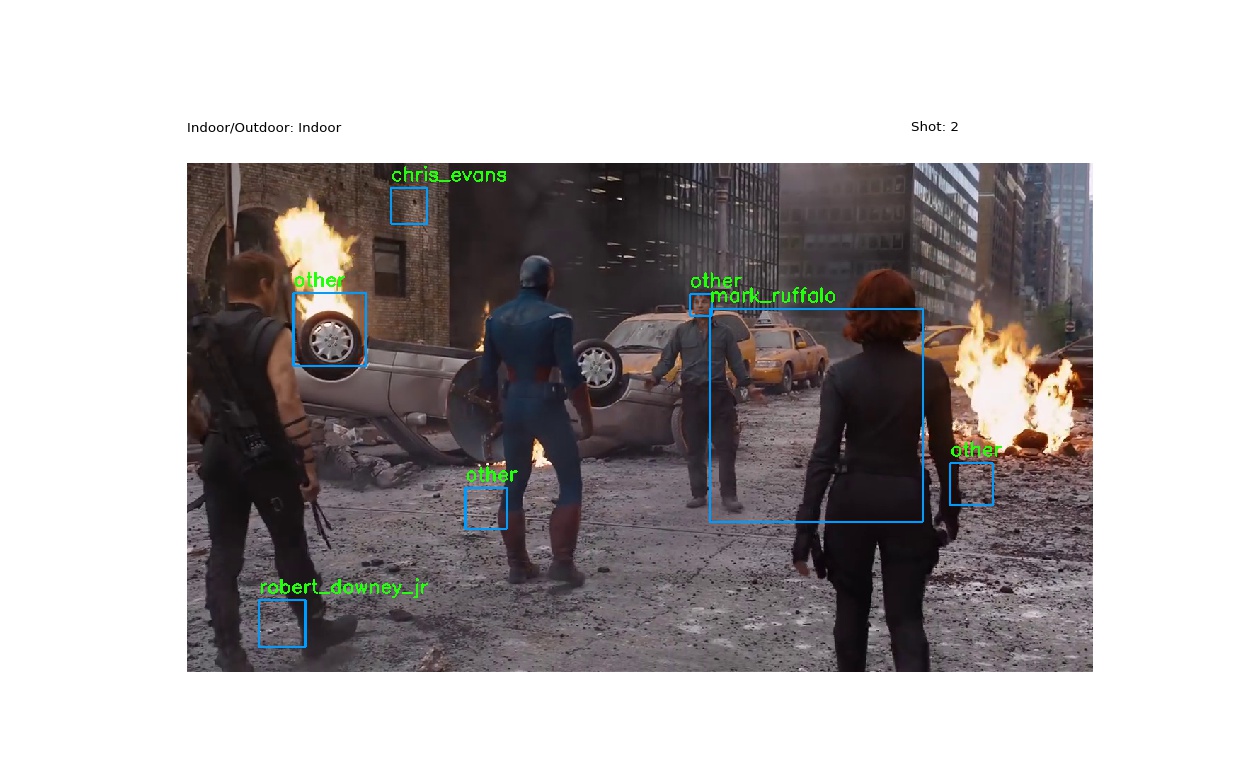 Indoor/Outdoor: Indoor
Shot: 2
chris_evans
other
other
mark_ruffalo
other
other
robert_downey_jr